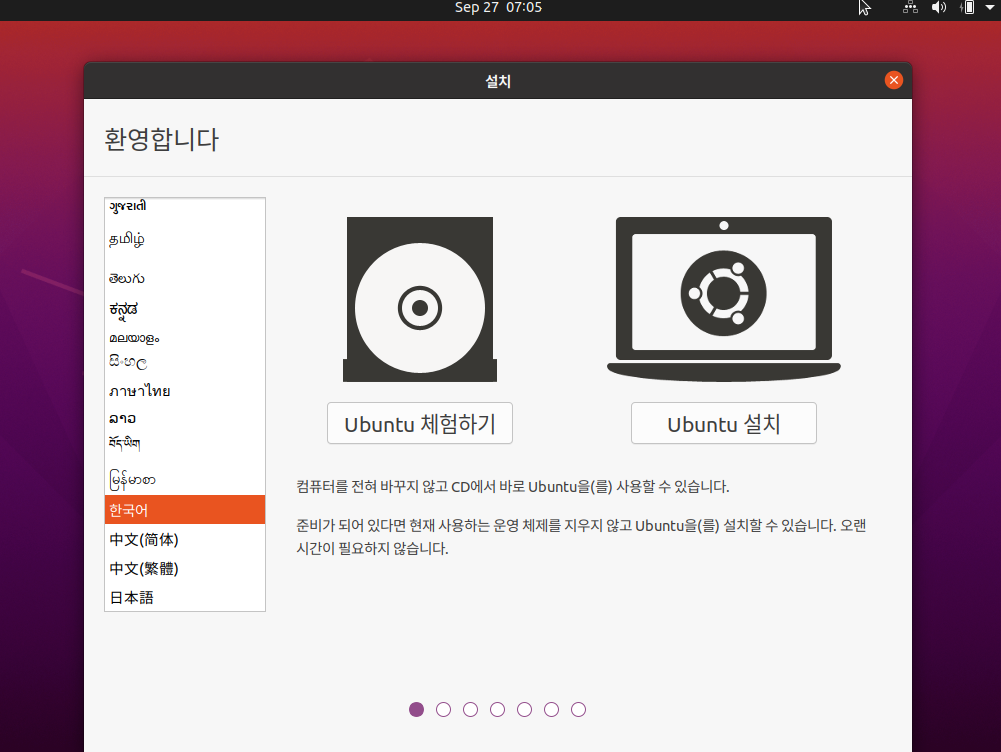 Sep 27 07:05
설치
환영합니다
ગુજરાતી
தமிழ்
తెలుగు
ಕನ್ನಡ
മലയാളം
සිංහල
ภาษาไทย
ລາວ
བོད་ཡིག
မြန်မာစာ
한국어
中文(简体)
中文(繁體)
日本語
Ubuntu 체험하기
Ubuntu 설치
컴퓨터를 전혀 바꾸지 않고 CD에서 바로 Ubuntu을(를) 사용할 수 있습니다.
준비가 되어 있다면 현재 사용하는 운영 체제를 지우지 않고 Ubuntu을(를) 설치할 수 있습니다. 오랜
시간이 필요하지 않습니다.